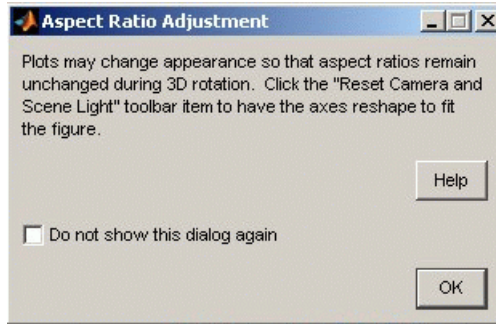 Aspect Ratio Adjustment
Plots may change appearance so that aspect ratios remain
unchanged during 3D rotation. Click the "Reset Camera and
Scene Light" toolbar item to have the axes reshape to fit
the figure.
Help
Do not show this dialog again
OK